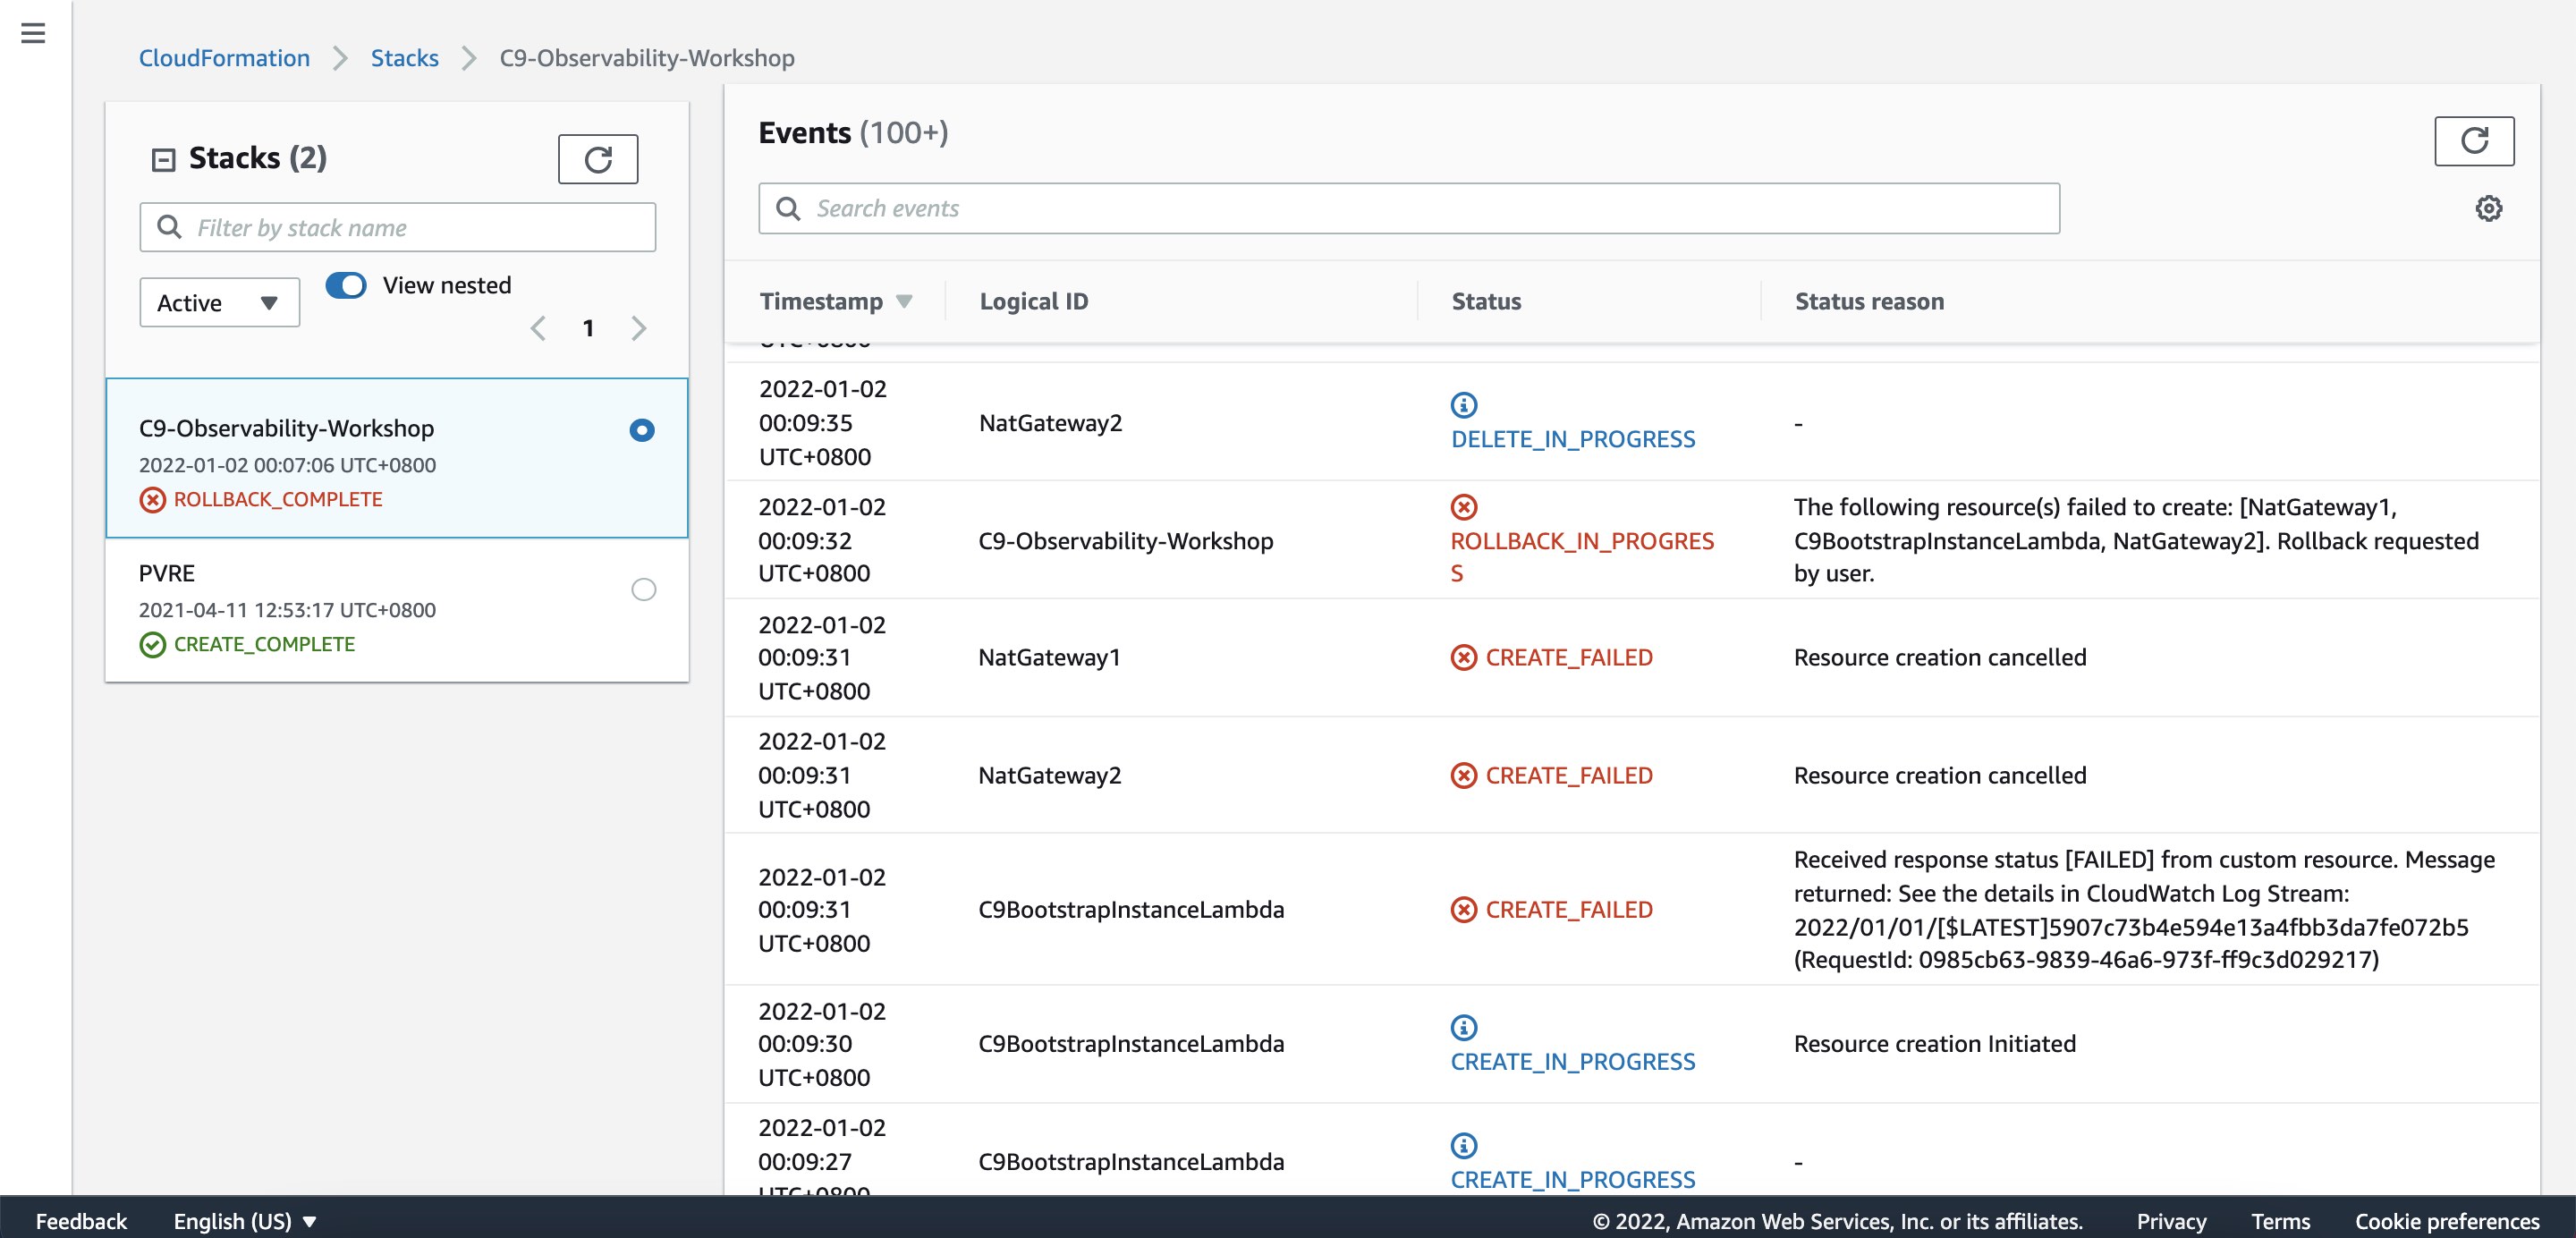 CloudFormation > Stacks > C9-Observability-Workshop
Stacks (2)
Filter by stack name
Active
View nested
1
C9-Observability-Workshop
2022-01-02 00:07:06 UTC+0800
ROLLBACK_COMPLETE
PVRE
2021-04-11 12:53:17 UTC+0800
CREATE_COMPLETE
Events (100+)
Search events
Timestamp Logical ID Status Status reason
UTC+0800
2022-01-02
00:09:35
UTC+0800
NatGateway2
DELETE_IN_PROGRESS
-
2022-01-02
00:09:32
UTC+0800
C9-Observability-Workshop
ROLLBACK_IN_PROGRES
S
The following resource(s) failed to create: [NatGateway1,
C9BootstrapInstanceLambda, NatGateway2]. Rollback requested
by user.
2022-01-02
00:09:31
UTC+0800
NatGateway1
CREATE_FAILED
Resource creation cancelled
2022-01-02
00:09:31
UTC+0800
NatGateway2
CREATE_FAILED
Resource creation cancelled
2022-01-02
00:09:31
UTC+0800
C9BootstrapInstanceLambda
CREATE_FAILED
Received response status [FAILED] from custom resource. Message
returned: See the details in CloudWatch Log Stream:
2022/01/01/[$LATEST]5907c73b4e594e13a4fbb3da7fe072b5
(RequestId: 0985cb63-9839-46a6-973f-ff9c3d029217)
2022-01-02
00:09:30
UTC+0800
C9BootstrapInstanceLambda
CREATE_IN_PROGRESS
Resource creation Initiated
2022-01-02
00:09:27
UTC+0800
C9BootstrapInstanceLambda
CREATE_IN_PROGRESS
-
Feedback English (US) © 2022, Amazon Web Services, Inc. or its affiliates. Privacy Terms Cookie preferences